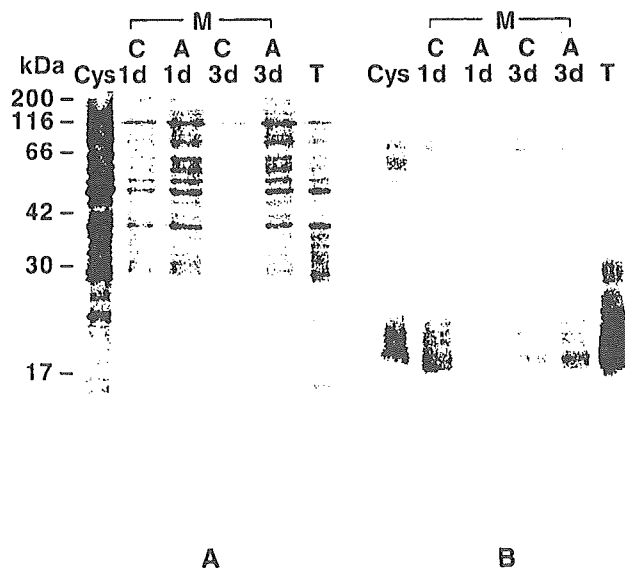 M M
C A C A C A C A
kDa Cys 1d 1d 3d 3d T Cys 1d 1d 3d 3d T
200 –
116 –
66 –
42 –
30 –
17 –
A B